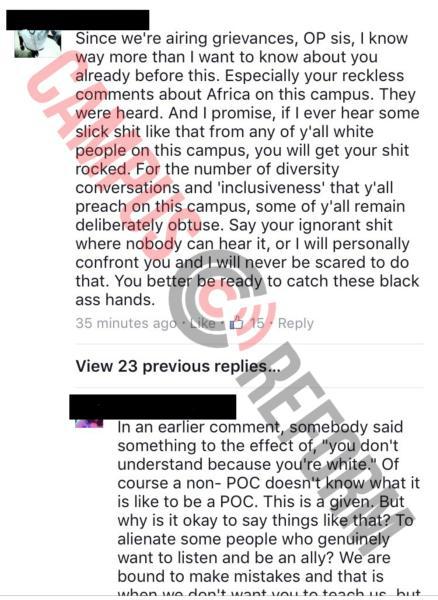 Since we're airing grievances, OP sis, I know
way more than I want to know about you
already before this. Especially your reckless
comments about Africa on this campus. They
were heard. And I promise, if I ever hear some
slick shit like that from any of y'all white
people on this campus, you will get your shit
rocked. For the number of diversity
conversations and 'inclusiveness' that y'all
preach on this campus, some of y'all remain
deliberately obtuse. Say your ignorant shit
where nobody can hear it, or I will personally
confront you and I will never be scared to do
that. You better be ready to catch these black
ass hands.
35 minutes ago · Like · 15 · Reply
View 23 previous replies...
In an earlier comment, somebody said
something to the effect of, "you don't
understand because you're white." Of
course a non- POC doesn't know what it
is like to be a POC. This is a given. But
why is it okay to say things like that? To
alienate some people who genuinely
want to listen and be an ally? We are
bound to make mistakes and that is
when we don't want you to teach us, but
CAMPUS
REFORM